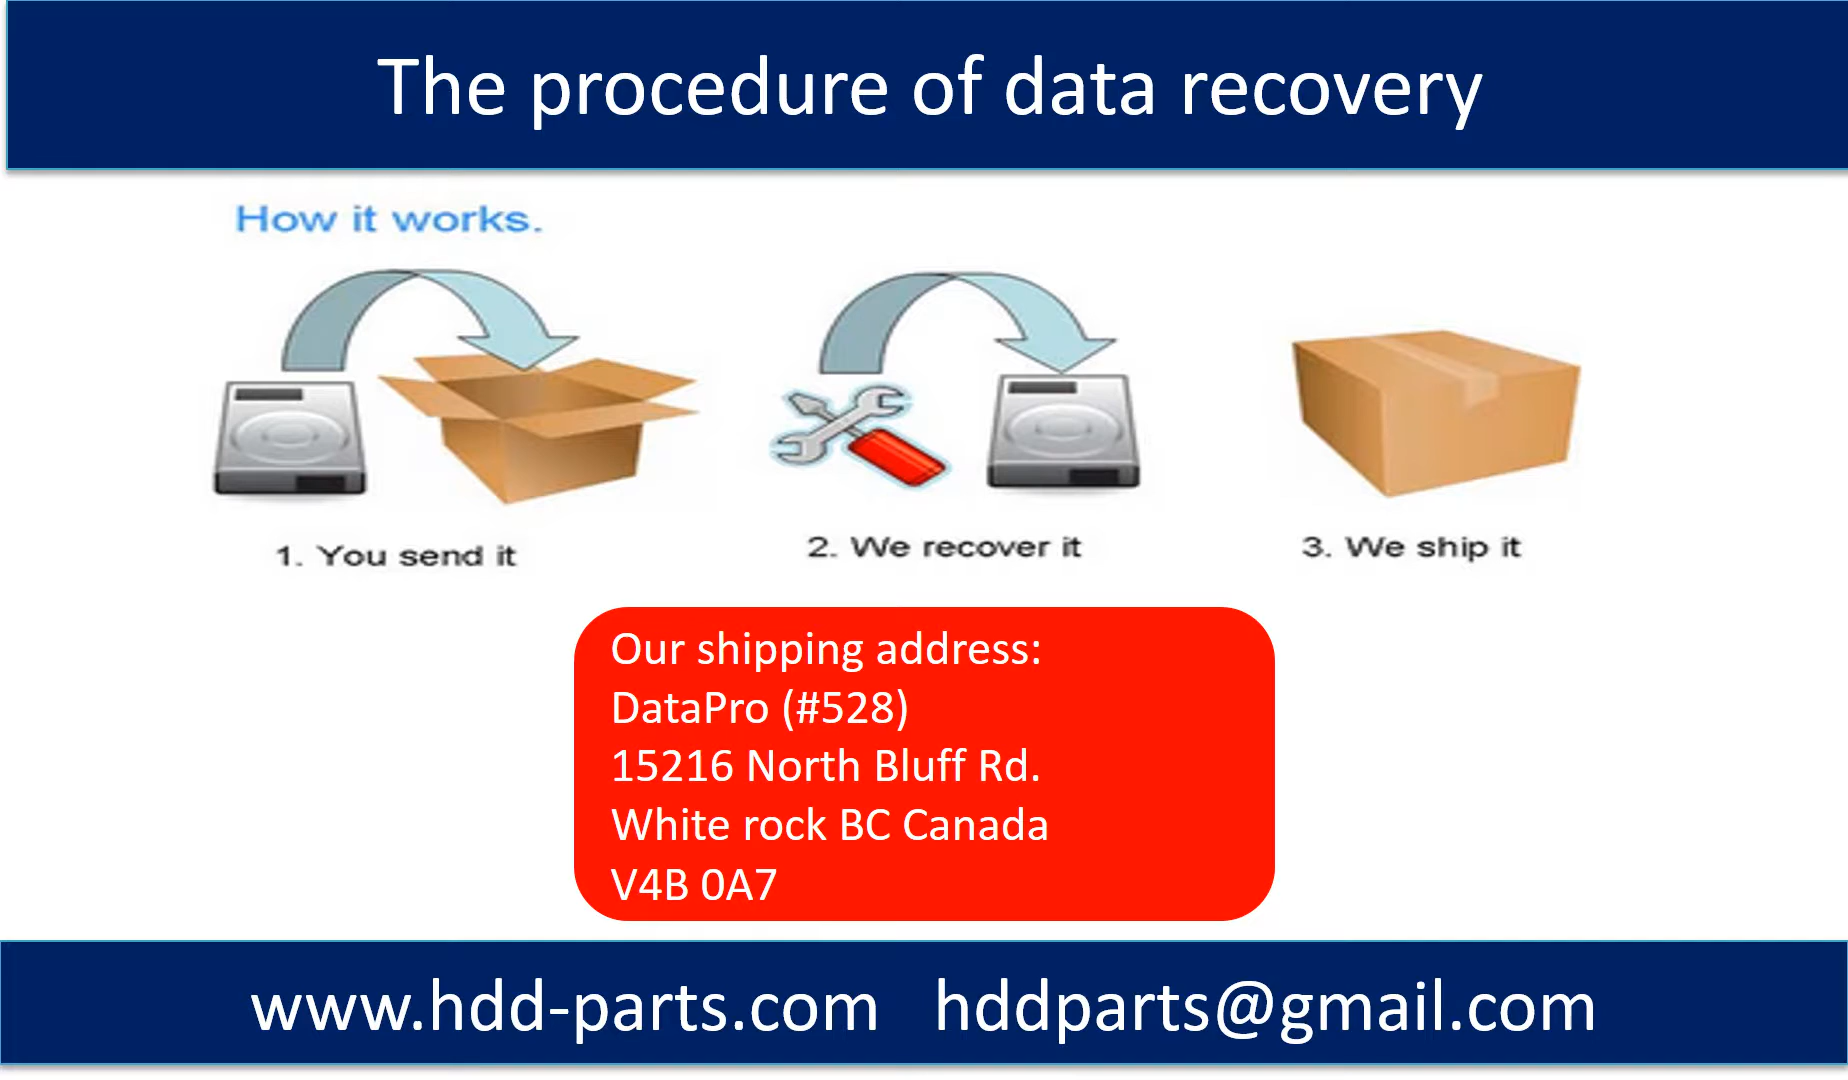 The procedure of data recovery
How it works.
1. You send it
2. We recover it
3. We ship it
Our shipping address:
DataPro (#528)
15216 North Bluff Rd.
White rock BC Canada
V4B 0A7
www.hdd-parts.com hddparts@gmail.com